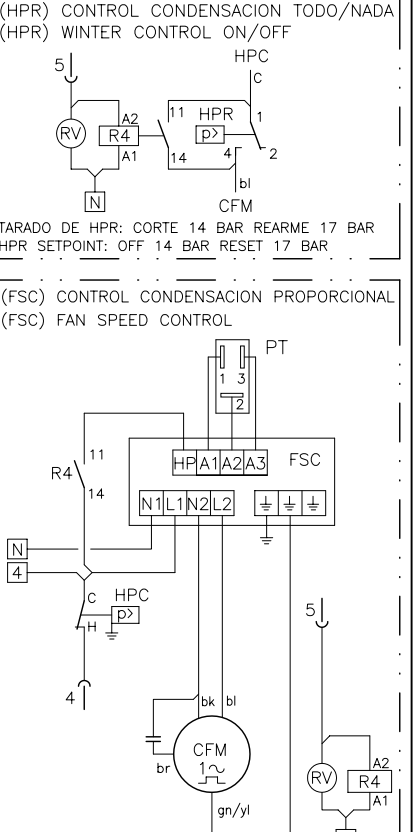 (HPR) CONTROL CONDENSACION TODO/NADA
(HPR) WINTER CONTROL ON/OFF
HPC
5
C
11
HPR
1
A2
RV
R4
p>
A1
14
4
2
N
bl
CFM
TARADO DE HPR: CORTE 14 BAR REARME 17 BAR
HPR SETPOINT: OFF 14 BAR RESET 17 BAR
(FSC) CONTROL CONDENSACION PROPORCIONAL
(FSC) FAN SPEED CONTROL
PT
1 3
2
11
R4
HP A1 A2 A3
FSC
14
N1 L1 N2 L2
N
4
C
HPC
p>
H
5
4
bk
bl
CFM
1~
br
RV
A2
R4
A1
gn/yl